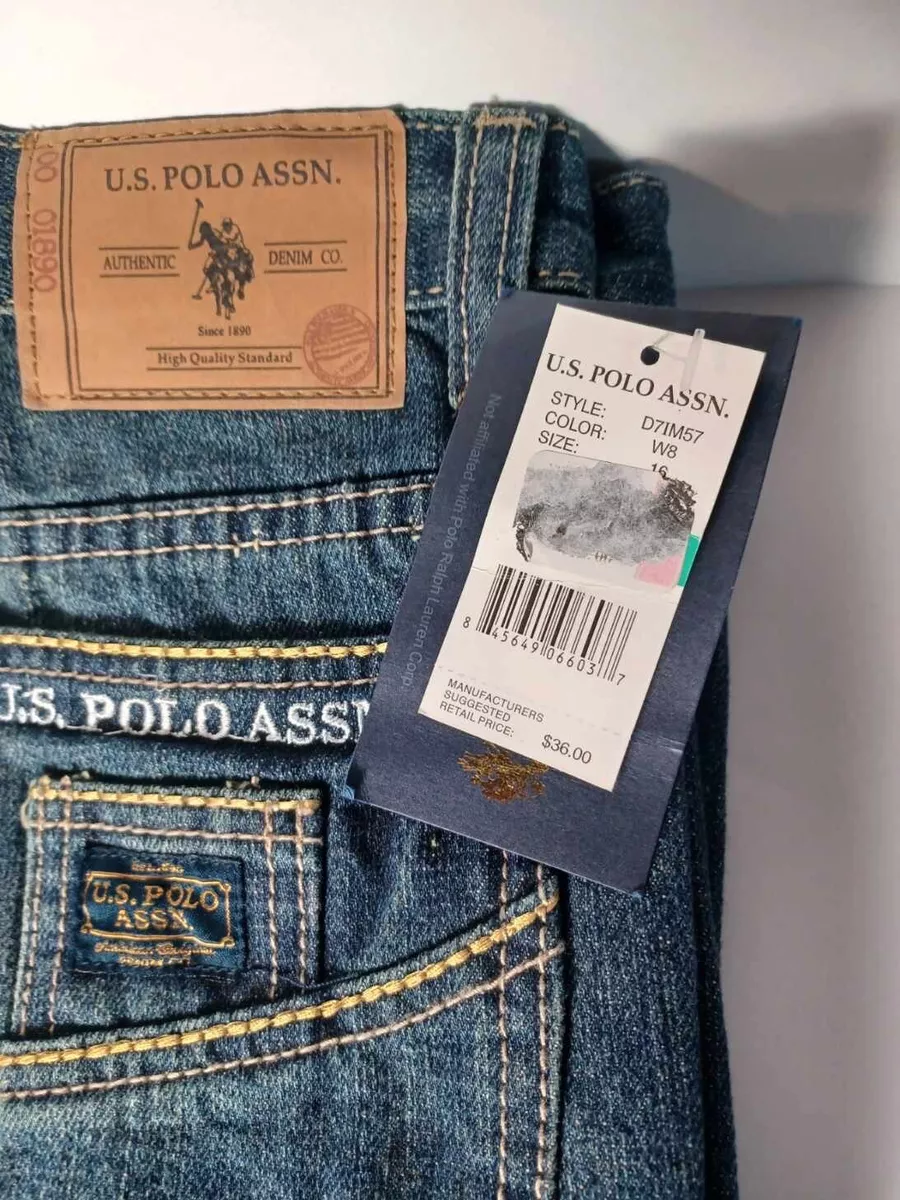 U.S. POLO ASSN.
AUTHENTIC DENIM CO.
Since 1890
High Quality Standard
00 01890
U.S. POLO ASSN.
STYLE: D7IM57
COLOR: W8
SIZE: 16
8 45649 06603 7
MANUFACTURERS
SUGGESTED
RETAIL PRICE: $36.00
Not affiliated with Polo Ralph Lauren Corp.
U.S. POLO ASSN
U.S. POLO
ASSN.